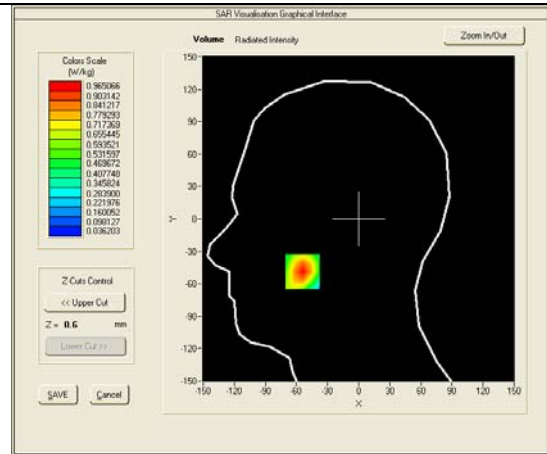 SAR Visualisation Graphical Interface
Volume Radiated Intensity
Zoom In/Out
Colors Scale
(W/kg)
0.965066
0.903142
0.841217
0.779293
0.717369
0.655445
0.593521
0.531597
0.469672
0.407748
0.345824
0.283900
0.221976
0.160052
0.098127
0.036203
Z Cuts Control
<< Upper Cut
Z = 0.6 mm
Lower Cut >>
SAVE Cancel
150
120
90
60
30
0
-30
-60
-90
-120
-150
Y
-150 -120 -90 -60 -30 0 30 60 90 120 150
X